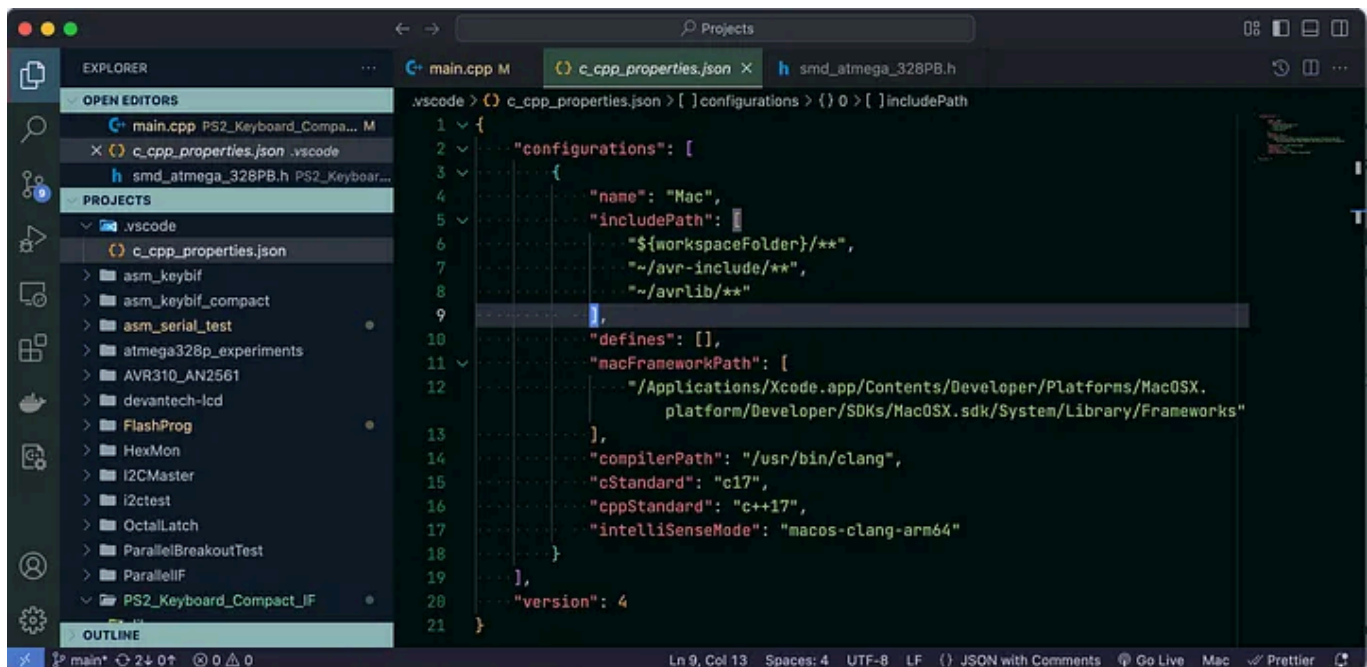 Projects
EXPLORER
OPEN EDITORS
main.cpp PS2_Keyboard_Compa... M
c_cpp_properties.json .vscode
smd_atmega_328PB.h PS2_Keyboar...
PROJECTS
.vscode
c_cpp_properties.json
asm_keybif
asm_keybif_compact
asm_serial_test
atmega328p_experiments
AVR310_AN2561
devantech-lcd
FlashProg
HexMon
I2CMaster
i2ctest
OctalLatch
ParallelBreakoutTest
ParallelIF
PS2_Keyboard_Compact_IF
OUTLINE
main.cpp M
c_cpp_properties.json
h smd_atmega_328PB.h
.vscode > {} c_cpp_properties.json > [ ] configurations > {} 0 > [ ] includePath
1 {
2 "configurations": [
3 {
4 "name": "Mac",
5 "includePath": [
6 "${workspaceFolder}/**",
7 "~/avr-include/**",
8 "~/avrlib/**"
9 ],
10 "defines": [],
11 "macFrameworkPath": [
12 "/Applications/Xcode.app/Contents/Developer/Platforms/MacOSX.
platform/Developer/SDKs/MacOSX.sdk/System/Library/Frameworks"
13 ],
14 "compilerPath": "/usr/bin/clang",
15 "cStandard": "c17",
16 "cppStandard": "c++17",
17 "intelliSenseMode": "macos-clang-arm64"
18 }
19 ],
20 "version": 4
21 }
main* 2↓ 0↑ 0 0 Ln 9, Col 13 Spaces: 4 UTF-8 LF {} JSON with Comments Go Live Mac Prettier